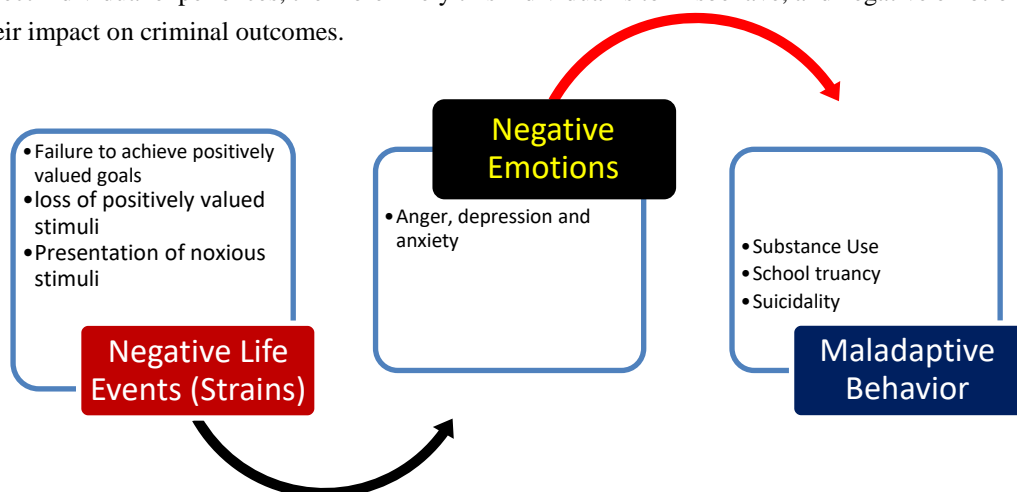 their impact on criminal outcomes.
• Failure to achieve positively
valued goals
• loss of positively valued
stimuli
• Presentation of noxious
stimuli
Negative Life
Events (Strains)
Negative
Emotions
• Anger, depression and
anxiety
• Substance Use
• School truancy
• Suicidality
Maladaptive
Behavior